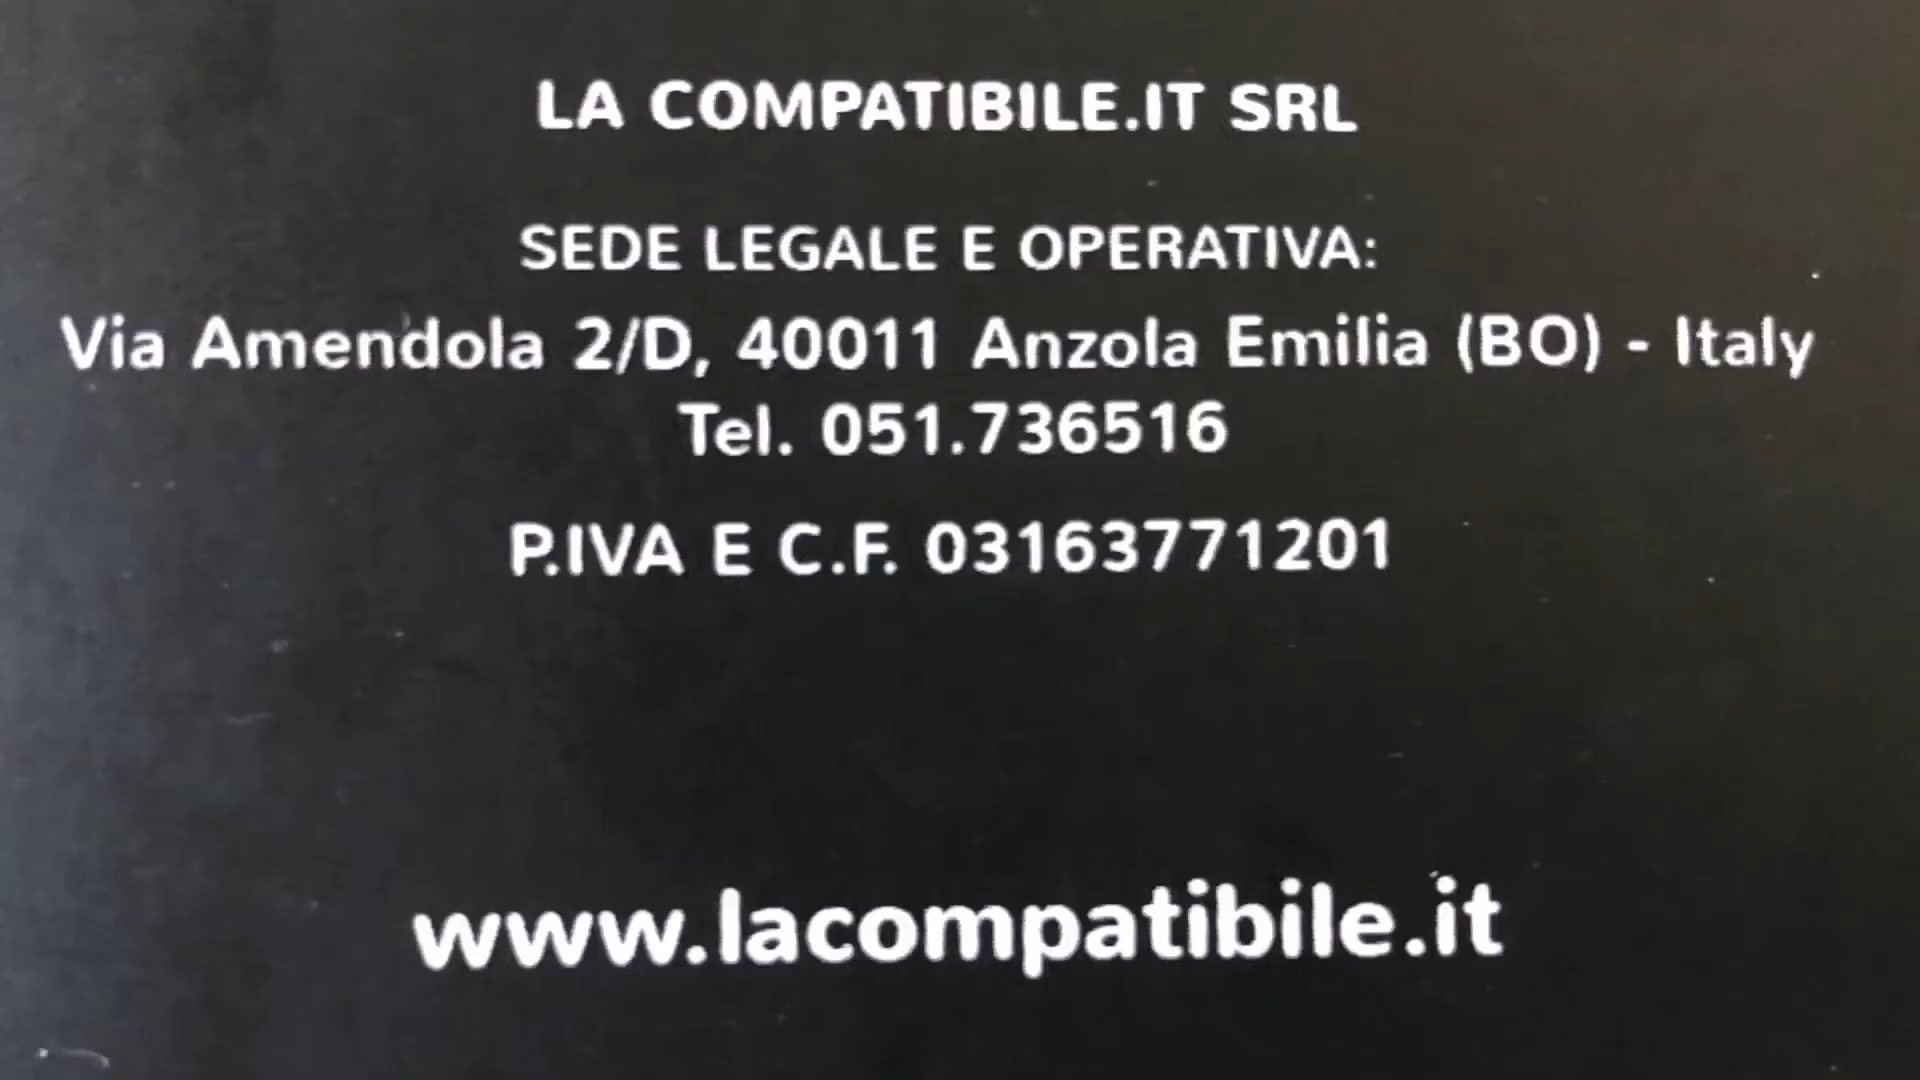 LA COMPATIBILE.IT SRL
SEDE LEGALE E OPERATIVA:
Via Amendola 2/D, 40011 Anzola Emilia (BO) - Italy
Tel. 051.736516
P.IVA E C.F. 03163771201
www.lacompatibile.it